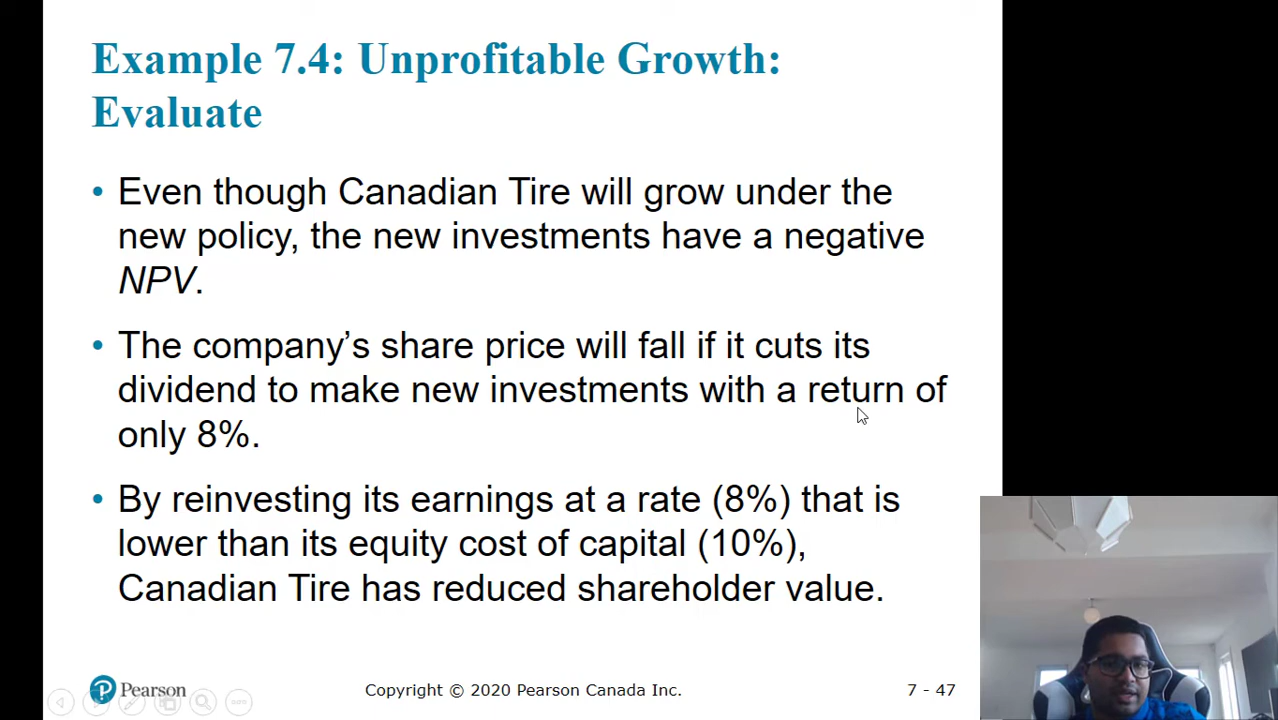 Example 7.4: Unprofitable Growth:
Evaluate
• Even though Canadian Tire will grow under the
new policy, the new investments have a negative
NPV.
• The company’s share price will fall if it cuts its
dividend to make new investments with a return of
only 8%.
• By reinvesting its earnings at a rate (8%) that is
lower than its equity cost of capital (10%),
Canadian Tire has reduced shareholder value.
Pearson
Copyright © 2020 Pearson Canada Inc.
7 - 47